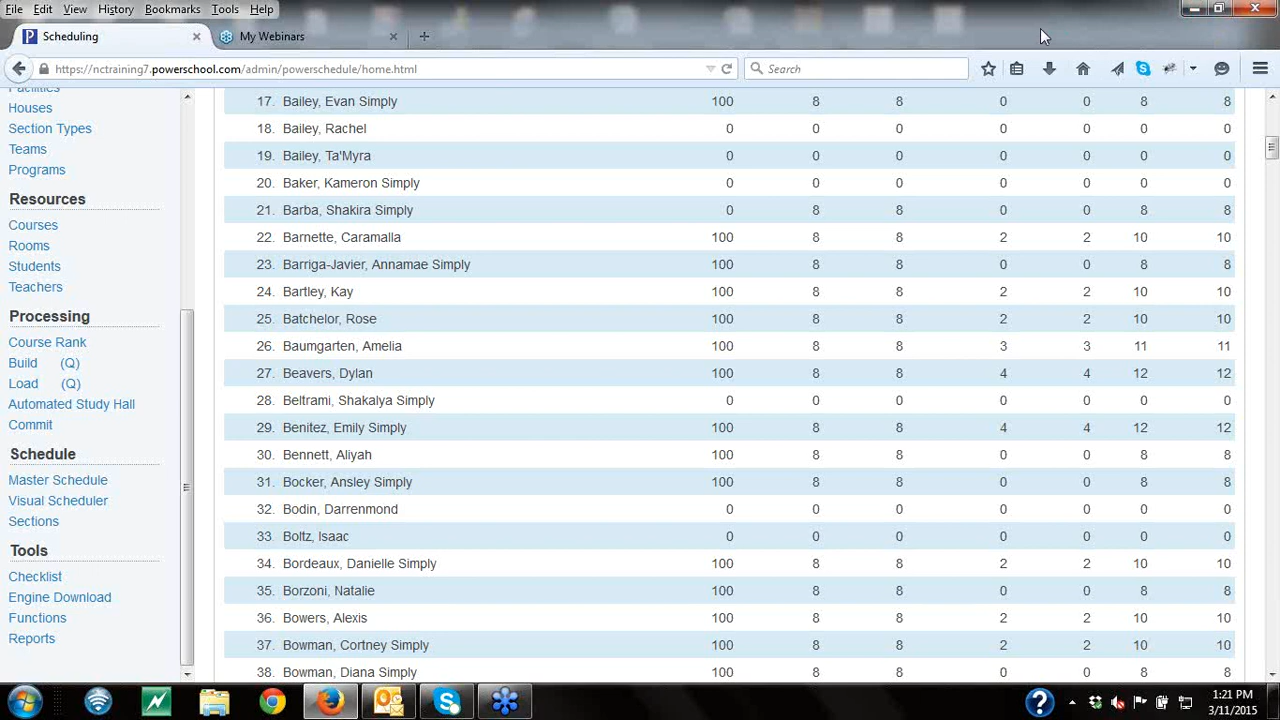 File Edit View History Bookmarks Tools Help
Scheduling × My Webinars × +
https://nctraining7.powerschool.com/admin/powerschedule/home.html Search
Facilities
Houses
Section Types
Teams
Programs
Resources
Courses
Rooms
Students
Teachers
Processing
Course Rank
Build (Q)
Load (Q)
Automated Study Hall
Commit
Schedule
Master Schedule
Visual Scheduler
Sections
Tools
Checklist
Engine Download
Functions
Reports
17. Bailey, Evan Simply 100 8 8 0 0 8 8
18. Bailey, Rachel 0 0 0 0 0 0 0
19. Bailey, Ta'Myra 0 0 0 0 0 0 0
20. Baker, Kameron Simply 0 0 0 0 0 0 0
21. Barba, Shakira Simply 0 8 8 0 0 8 8
22. Barnette, Caramalla 100 8 8 2 2 10 10
23. Barriga-Javier, Annamae Simply 100 8 8 0 0 8 8
24. Bartley, Kay 100 8 8 2 2 10 10
25. Batchelor, Rose 100 8 8 2 2 10 10
26. Baumgarten, Amelia 100 8 8 3 3 11 11
27. Beavers, Dylan 100 8 8 4 4 12 12
28. Beltrami, Shakalya Simply 0 0 0 0 0 0 0
29. Benitez, Emily Simply 100 8 8 4 4 12 12
30. Bennett, Aliyah 100 8 8 0 0 8 8
31. Bocker, Ansley Simply 100 8 8 0 0 8 8
32. Bodin, Darrenmond 0 0 0 0 0 0 0
33. Boltz, Isaac 0 0 0 0 0 0 0
34. Bordeaux, Danielle Simply 100 8 8 2 2 10 10
35. Borzoni, Natalie 100 8 8 0 0 8 8
36. Bowers, Alexis 100 8 8 2 2 10 10
37. Bowman, Cortney Simply 100 8 8 2 2 10 10
38. Bowman, Diana Simply 100 8 8 0 0 8 8
1:21 PM
3/11/2015